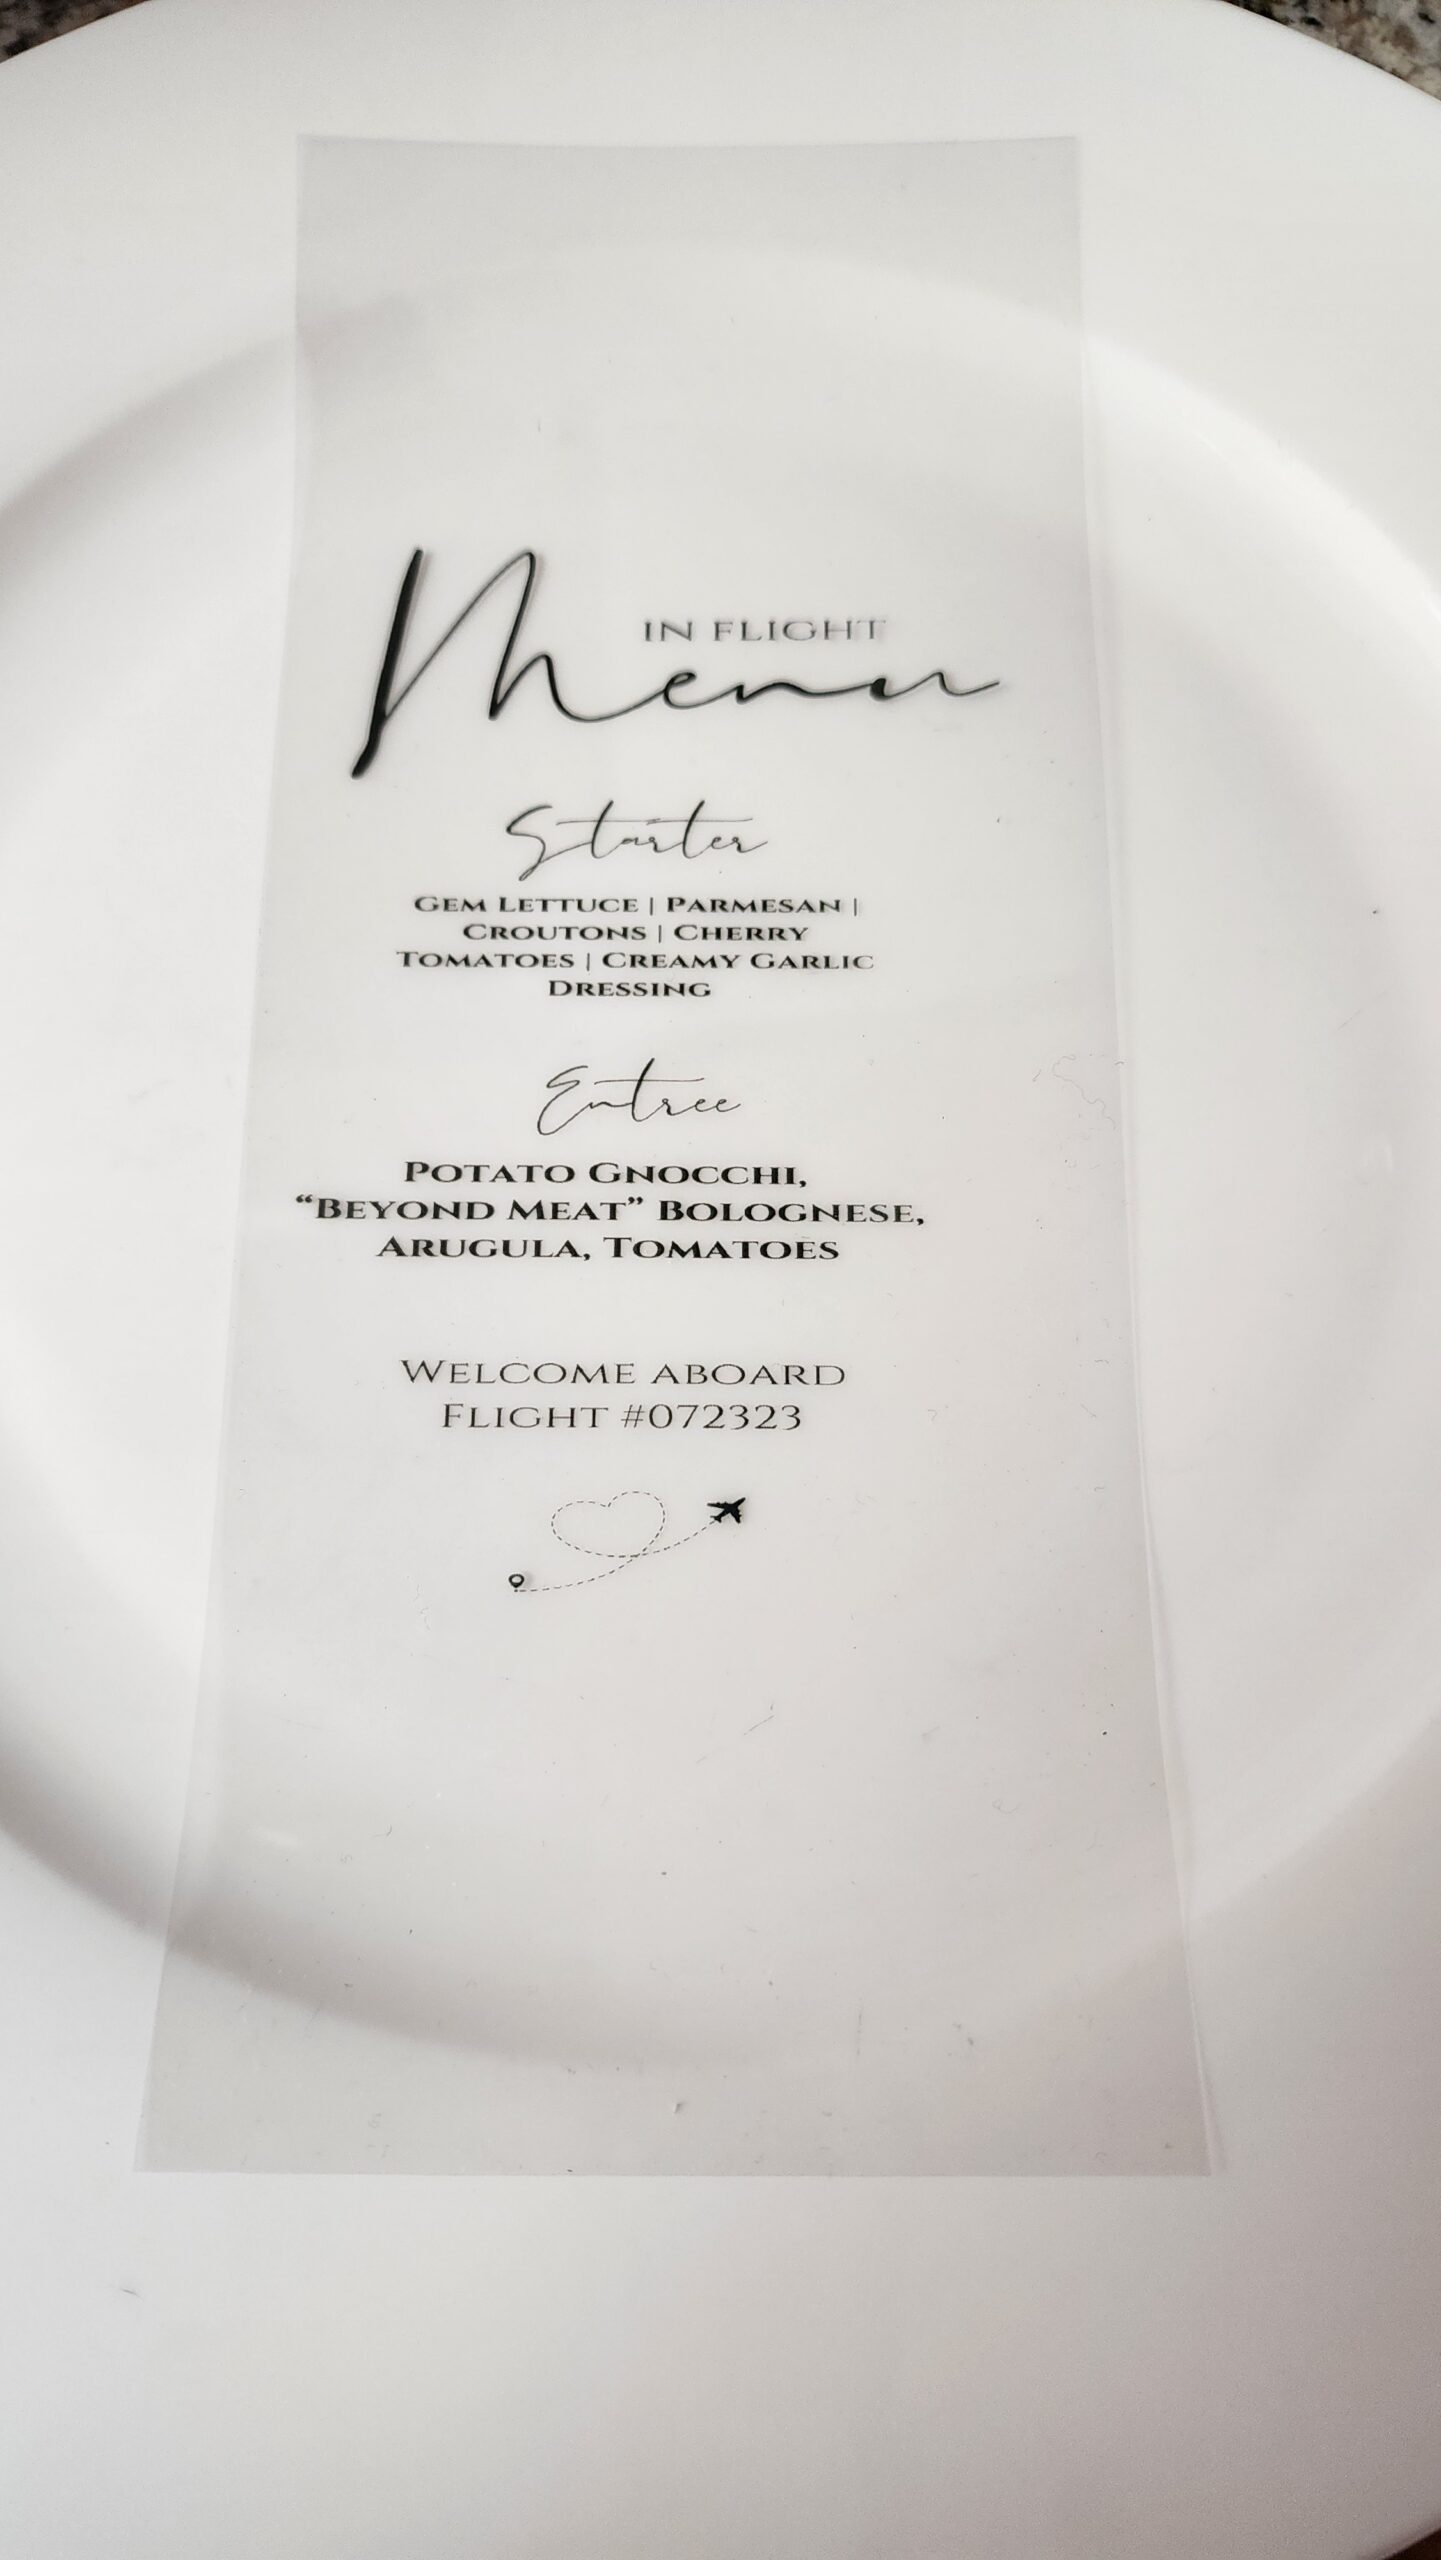 IN FLIGHT
Menu
Starter
GEM LETTUCE | PARMESAN |
CROUTONS | CHERRY
TOMATOES | CREAMY GARLIC
DRESSING
Entree
POTATO GNOCCHI,
“BEYOND MEAT” BOLOGNESE,
ARUGULA, TOMATOES
WELCOME ABOARD
FLIGHT #072323